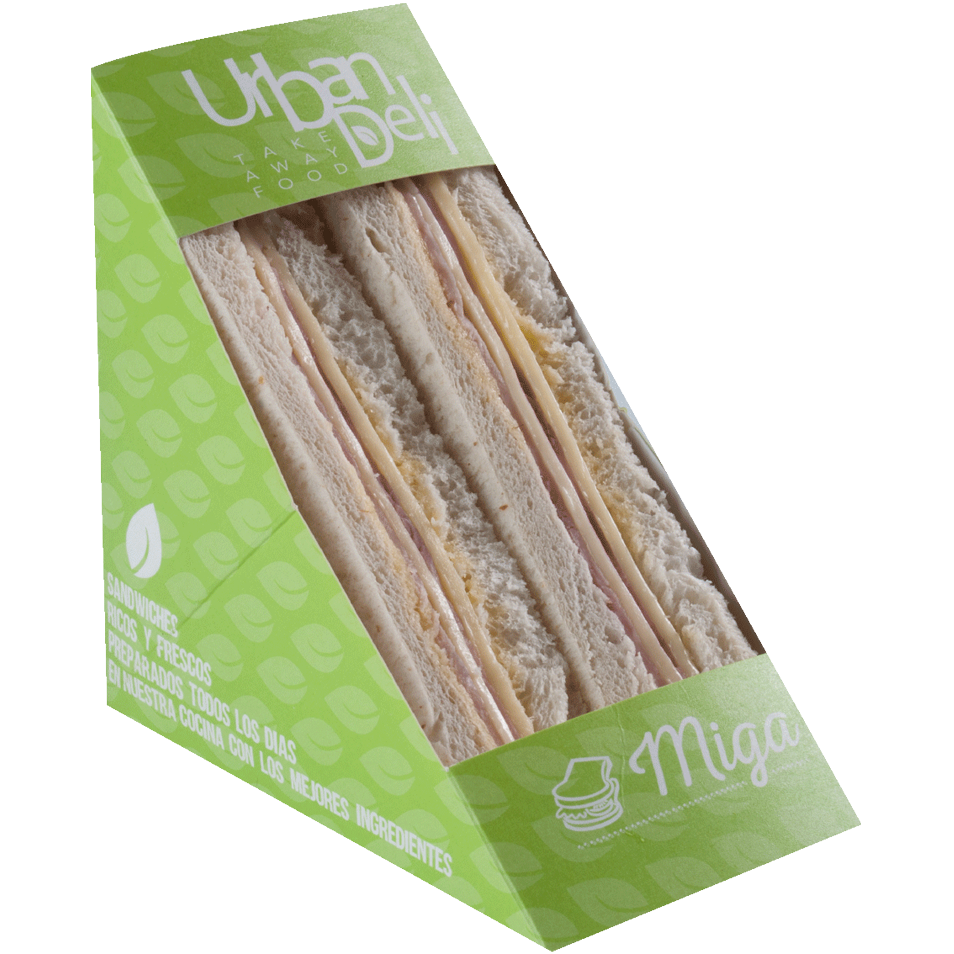 Urban
Deli
TAKE
AWAY
FOOD
SANDWICHES
RICOS Y FRESCOS
PREPARADOS TODOS LOS DÍAS
EN NUESTRA COCINA CON LOS MEJORES INGREDIENTES
Miga